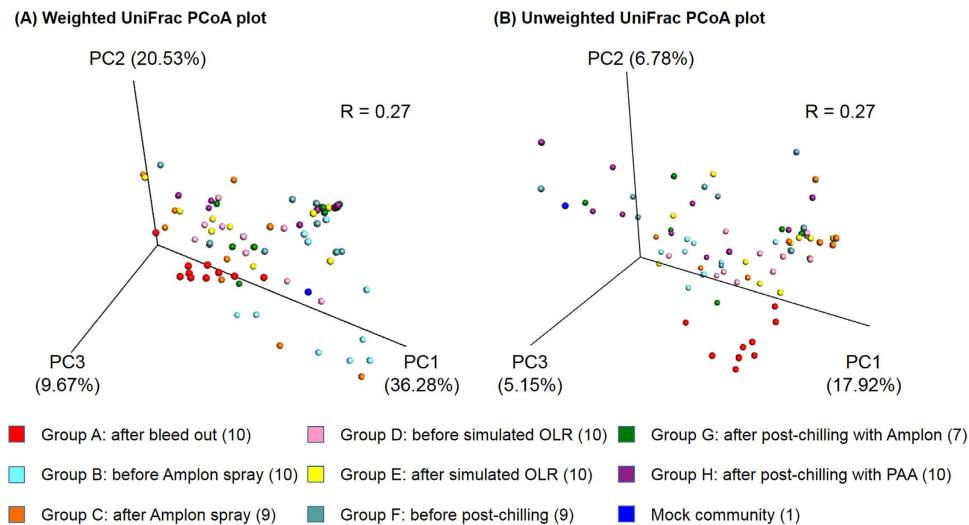 (A) Weighted UniFrac PCoA plot
PC2 (20.53%)
R = 0.27
PC3
(9.67%)
PC1
(36.28%)
(B) Unweighted UniFrac PCoA plot
PC2 (6.78%)
R = 0.27
PC3
(5.15%)
PC1
(17.92%)
Group A: after bleed out (10)
Group D: before simulated OLR (10)
Group G: after post-chilling with Amplon (7)
Group B: before Amplon spray (10)
Group E: after simulated OLR (10)
Group H: after post-chilling with PAA (10)
Group C: after Amplon spray (9)
Group F: before post-chilling (9)
Mock community (1)